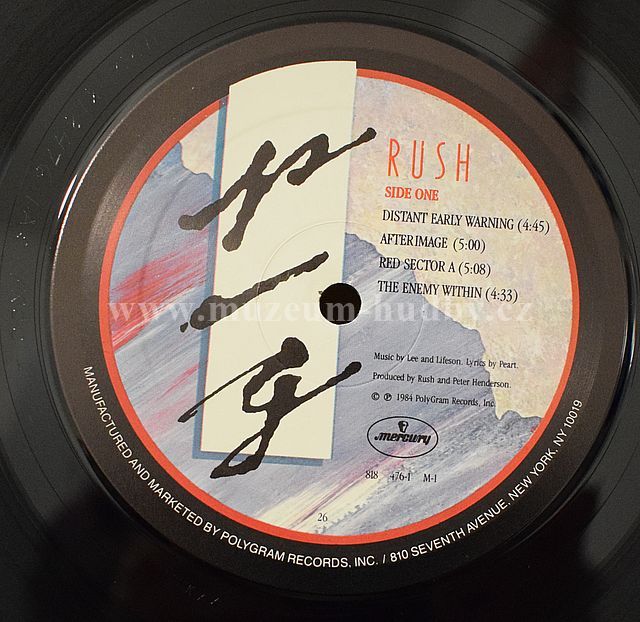 RUSH
SIDE ONE
DISTANT EARLY WARNING (4:45)
AFTERIMAGE (5:00)
RED SECTOR A (5:08)
THE ENEMY WITHIN (4:33)
www.muzeum-hudby.cz
Music by Lee and Lifeson. Lyrics by Peart.
Produced by Rush and Peter Henderson.
© ℗ 1984 PolyGram Records, Inc.
mercury
818 476-1 M-1
26
MANUFACTURED AND MARKETED BY POLYGRAM RECORDS, INC. / 810 SEVENTH AVENUE, NEW YORK, NY 10019